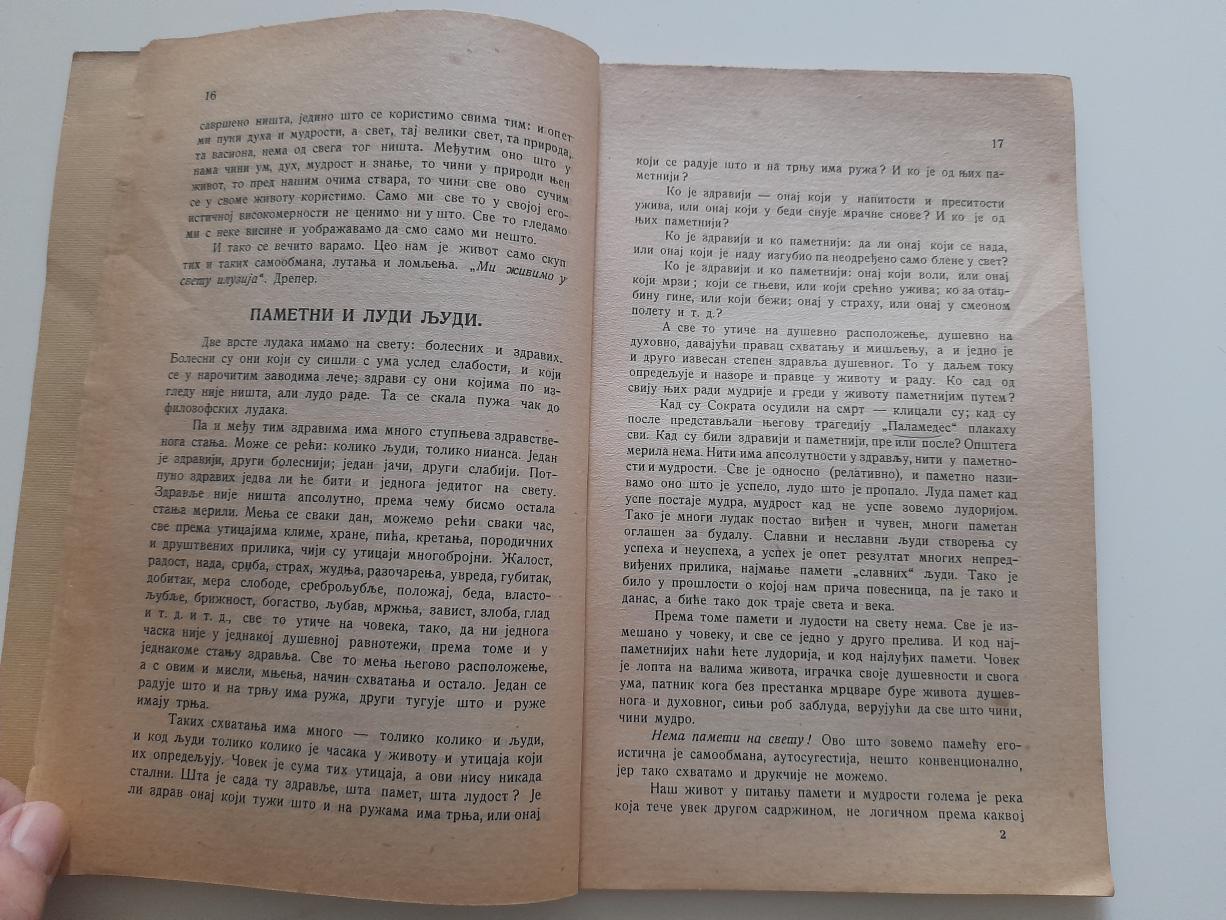 16
савршено ништа, једино што се користимо свима тим: и опет
ми пуни духа и мудрости, а свет, тај велики свет, та природа,
та васиона, нема од свега тог ништа. Међутим оно што у
нама чини ум, дух, мудрост и знање, то чини у природи њен
живот, то пред нашим очима ствара, то чини све ово сучим
се у своме животу користимо. Само ми све то у својој его-
истичној високомерности не ценимо ни у што. Све то гледамо
ми с неке висине и уображавамо да смо само ми нешто.
И тако се вечито варамо. Цео нам је живот само скуп
тих и таквих самообмана, лутања и ломљења. „Ми живимо у
свету илузија“. Дрепер.
ПАМЕТНИ И ЛУДИ ЉУДИ.
Две врсте лудака имамо на свету: болесних и здравих.
Болесни су они који су сишли с ума услед слабости, и који
се у нарочитим заводима лече; здрави су они којима по из-
гледу није ништа, али лудо раде. Та се скала пужа чак до
филозофских лудака.
Па и међу тим здравима има много ступњева здравстве-
нога стања. Може се рећи: колико људи, толико нианса. Један
је здравији, други болеснији; један јачи, други слабији. Пот-
пуно здравих једва ли ће бити и једнога једитог на свету.
Здравље није ништа апсолутно, према чему бисмо остала
стања мерили. Мења се сваки дан, можемо рећи сваки час,
све према утицајима климе, хране, пића, кретања, породичних
и друштвених прилика, чији су утицаји многобројни. Жалост,
радост, нада, срџба, страх, жудња, разочарења, увреда, губитак,
добитак, мера слободе, среброљубље, положај, беда, власто-
љубље, брижност, богаство, љубав, мржња, завист, злоба, глад
и т. д. и т. д., све то утиче на човека, тако, да ни једнога
часка није у једнакој душевној равнотежи, према томе и у
једнакоме стању здравља. Све то мења његово расположење,
а с овим и мисли, мњења, начин схватања и остало. Један се
радује што и на трњу има ружа, други тугује што и руже
имају трња.
Таких схватања има много — толико колико и људи,
и код људи толико колико је часака у животу и утицаја који
их опредељују. Човек је сума тих утицаја, а ови нису никада
стални. Шта је сада ту здравље, шта памет, шта лудост? Је
ли здрав онај који тужи што и на ружама има трња, или онај
17
који се радује што и на трњу има ружа? И ко је од њих па-
метнији?
Ко је здравији — онај који у напитости и преситости
ужива, или онај који у беди снује мрачне снове? И ко је од
њих паметнији?
Ко је здравији и ко паметнији: да ли онај који се нада,
или онај који је наду изгубио па неодређено само блене у свет?
Ко је здравији и ко паметнији: онај који воли, или онај
који мрзи; који се гњеви, или који срећно ужива; ко за отаџ-
бину гине, или који бежи; онај у страху, или онај у смеоном
полету и т. д.?
А све то утиче на душевно расположење, душевно на
духовно, давајући правац схватању и мишљењу, а и једно је
и друго извесан степен здравља душевног. То у даљем току
опредељује и назоре и правце у животу и раду. Ко сад од
свију њих ради мудрије и греди у животу паметнијим путем?
Кад су Сократа осудили на смрт — клицали су; кад су
после представљали његову трагедију „Паламедес“ плакаху
сви. Кад су били здравији и паметнији, пре или после? Општега
мерила нема. Нити има апсолутности у здрављу, нити у паметно-
сти и мудрости. Све је односно (релативно), и паметно нази-
вамо оно што је успело, лудо што је пропало. Луда памет кад
успе постаје мудра, мудрост кад не успе зовемо лудоријом.
Тако је многи лудак постао виђен и чувен, многи паметан
оглашен за будалу. Славни и неславни људи створења су
успеха и неуспеха, а успех је опет резултат многих непред-
виђених прилика, најмање памети „славних“ људи. Тако је
било у прошлости о којој нам прича повесница, па је тако и
данас, а биће тако док траје света и века.
Према томе памети и лудости на свету нема. Све је из-
мешано у човеку, и све се једно у друго прелива. И код нај-
паметнијих наћи ћете лудорија, и код најлуђих памети. Човек
је лопта на валима живота, играчка своје душевности и свога
ума, патник кога без престанка мрцваре буре живота душев-
нога и духовног, сињи роб заблуда, верујући да све што чини,
чини мудро.
Нема памети на свету! Ово што зовемо памећу его-
истична је самообмана, аутосугестија, нешто конвенционално,
јер тако схватамо и друкчије не можемо.
Наш живот у питању памети и мудрости голема је река
која тече увек другом садржином, не логичном према каквој
2